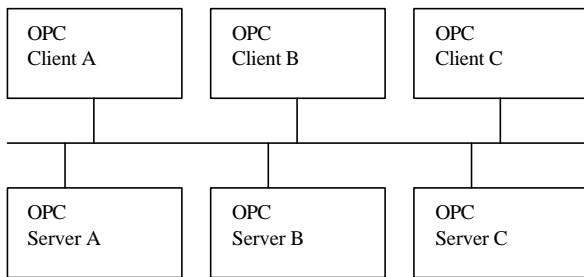 OPC
Client A
OPC
Client B
OPC
Client C
OPC
Server A
OPC
Server B
OPC
Server C